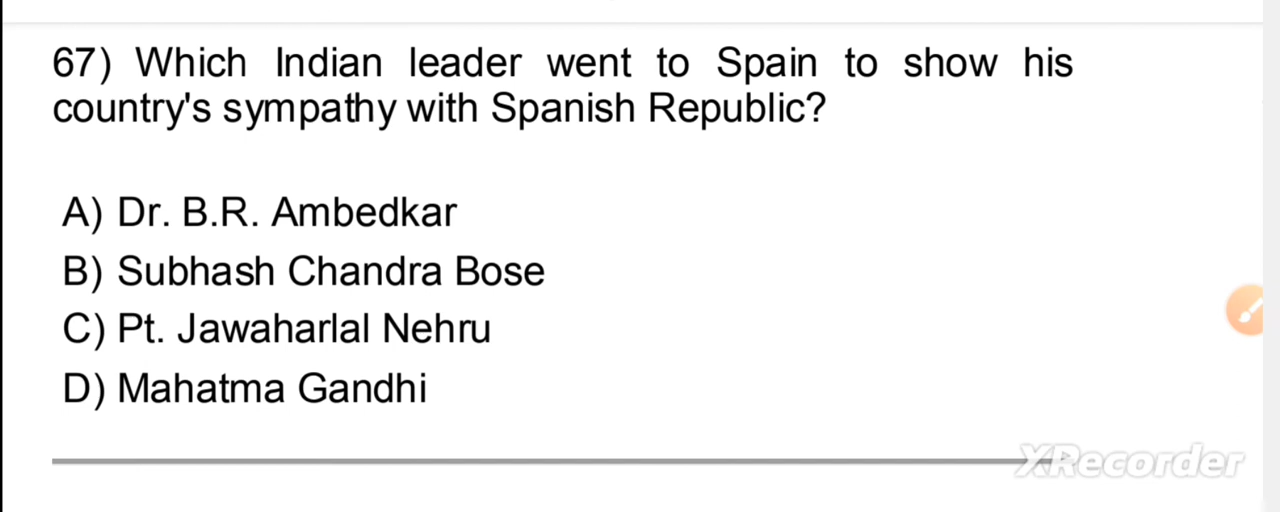 67) Which Indian leader went to Spain to show his
country's sympathy with Spanish Republic?
A) Dr. B.R. Ambedkar
B) Subhash Chandra Bose
C) Pt. Jawaharlal Nehru
D) Mahatma Gandhi
XRecorder